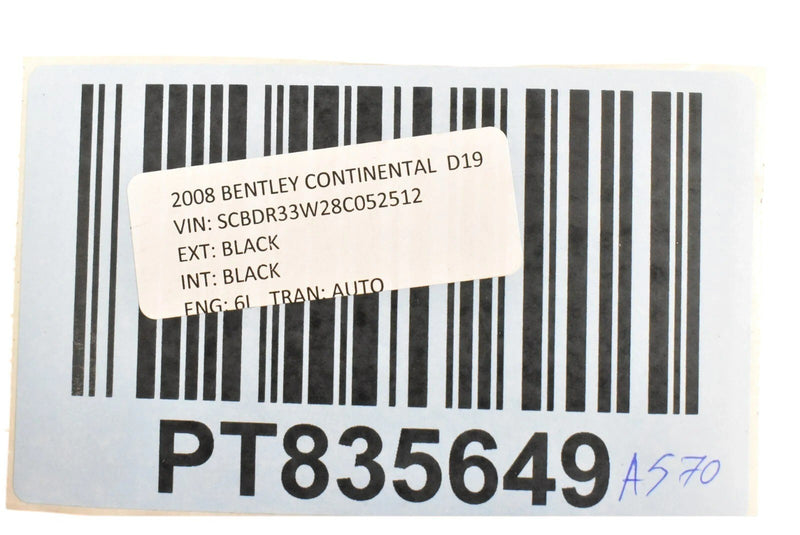 2008 BENTLEY CONTINENTAL D19
VIN: SCBDR33W28C052512
EXT: BLACK
INT: BLACK
ENG: 6L TRAN: AUTO
PT835649 A570